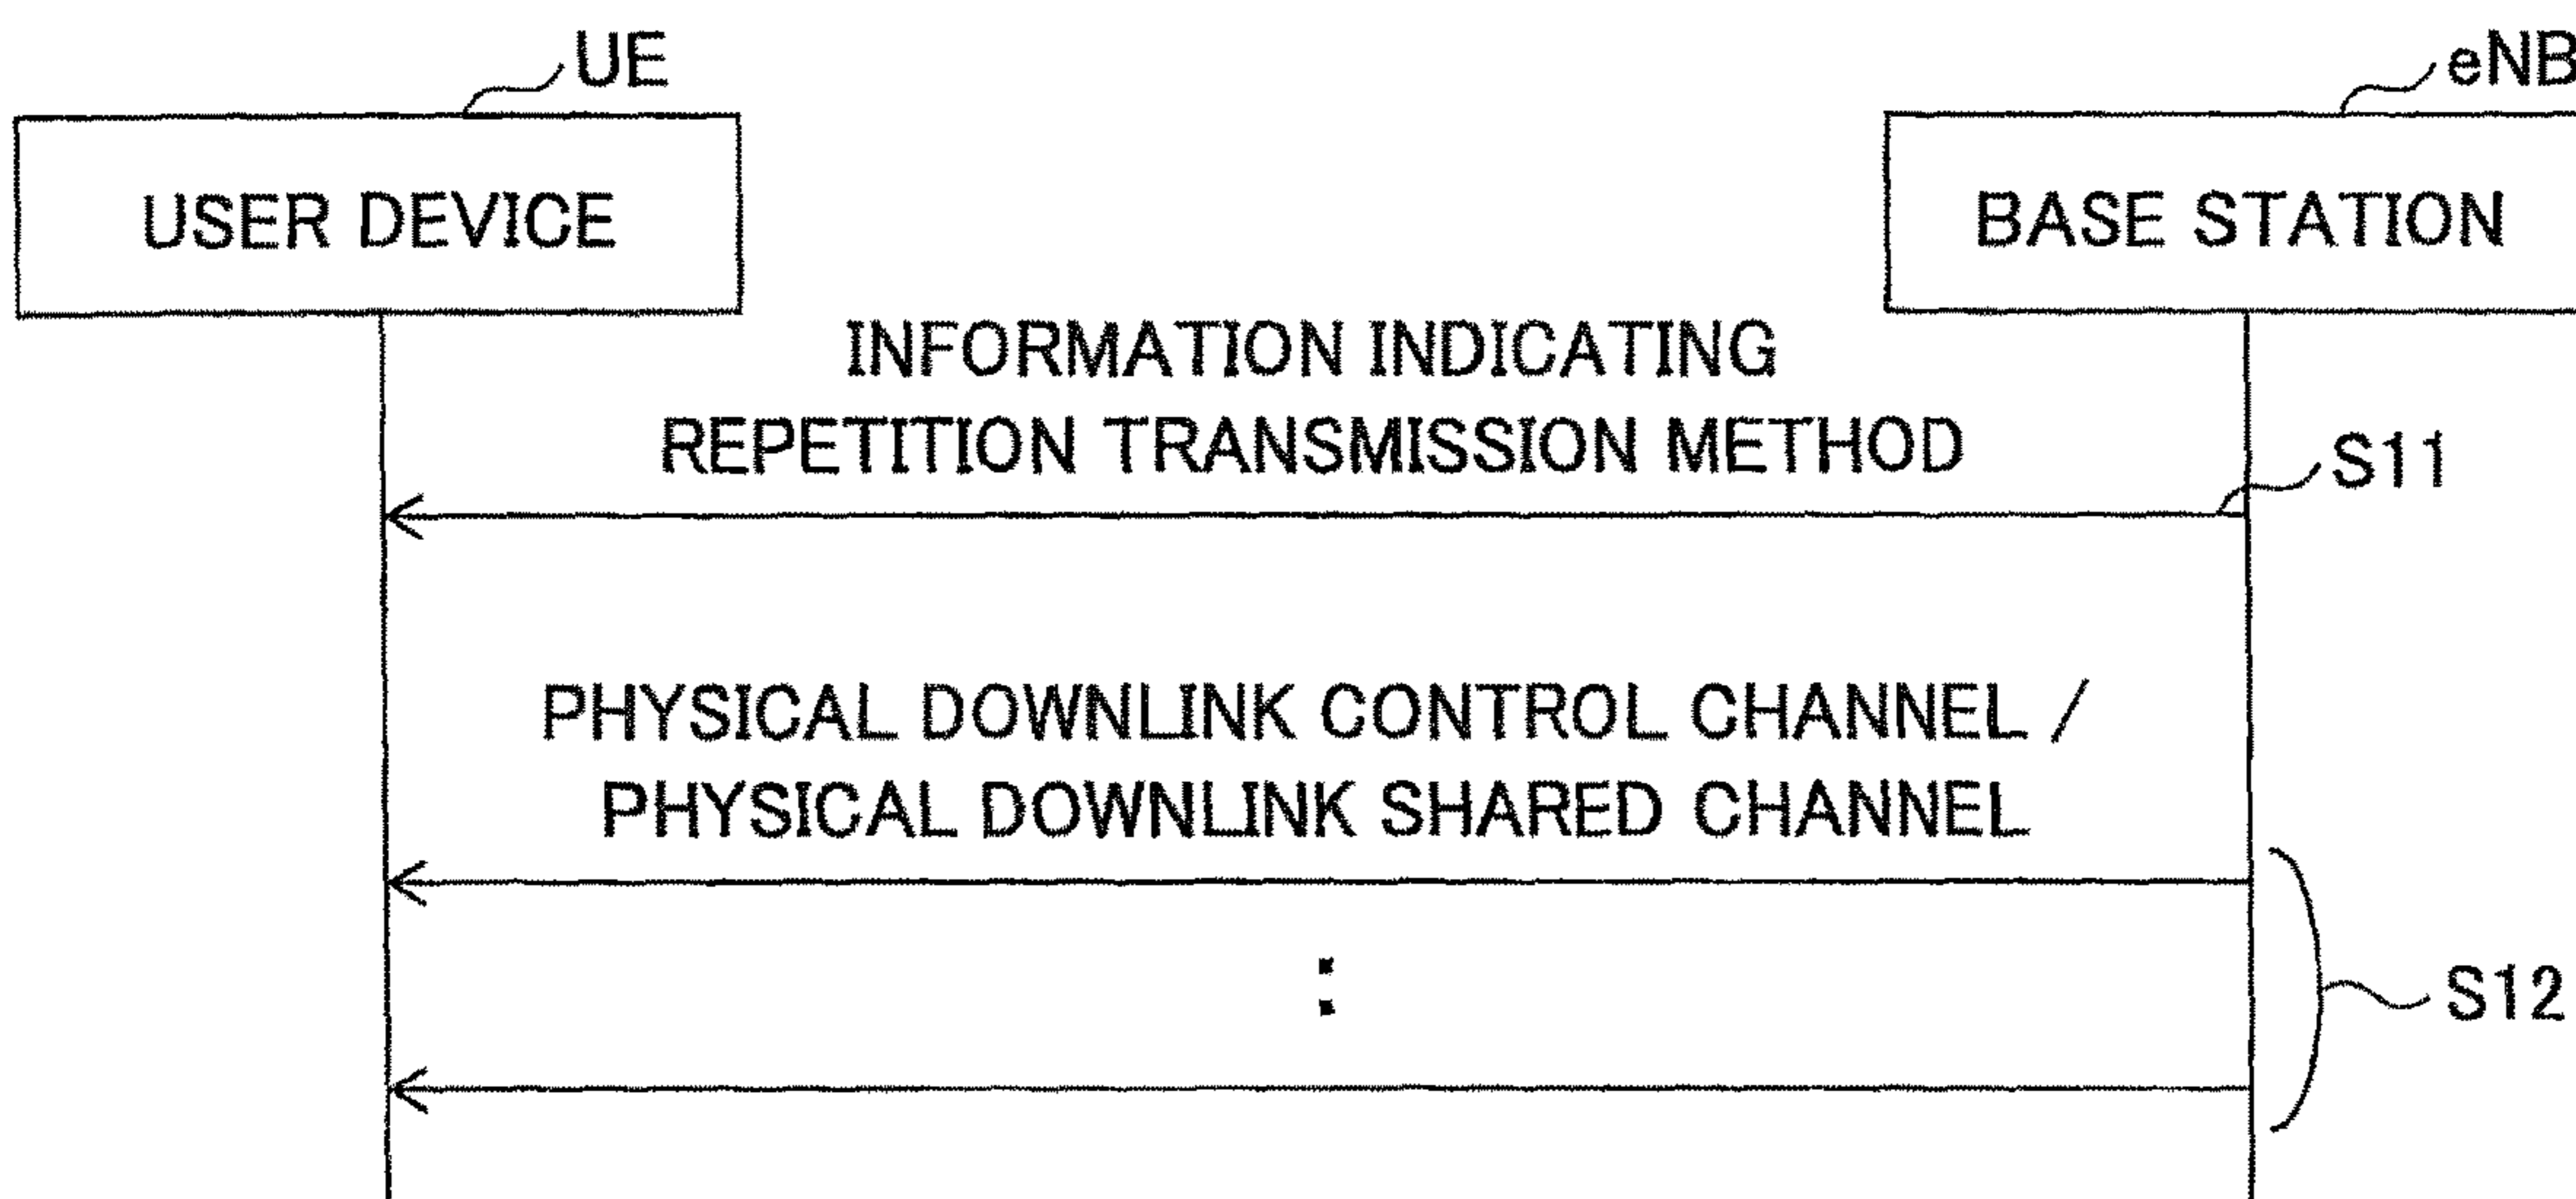 UE
eNB
USER DEVICE
BASE STATION
INFORMATION INDICATING
REPETITION TRANSMISSION METHOD
S11
PHYSICAL DOWNLINK CONTROL CHANNEL /
PHYSICAL DOWNLINK SHARED CHANNEL
:
S12